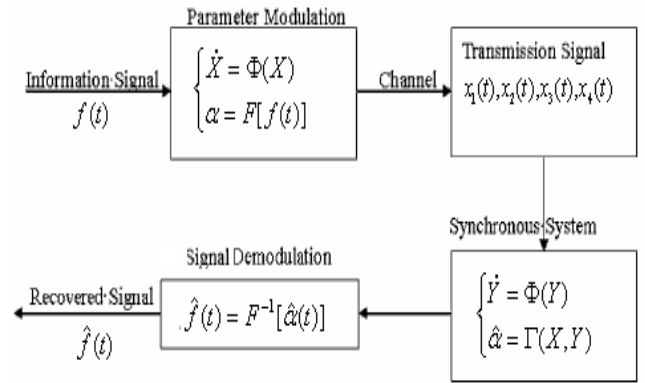 Parameter Modulation
Information Signal
f(t)
Ẋ = Φ(X)
α = F[f(t)]
Channel
Transmission Signal
x₁(t),x₂(t),x₃(t),x₄(t)
Synchronous System
Ẏ = Φ(Y)
α̂ = Γ(X,Y)
Signal Demodulation
f̂(t) = F⁻¹[α̂(t)]
Recovered Signal
f̂(t)